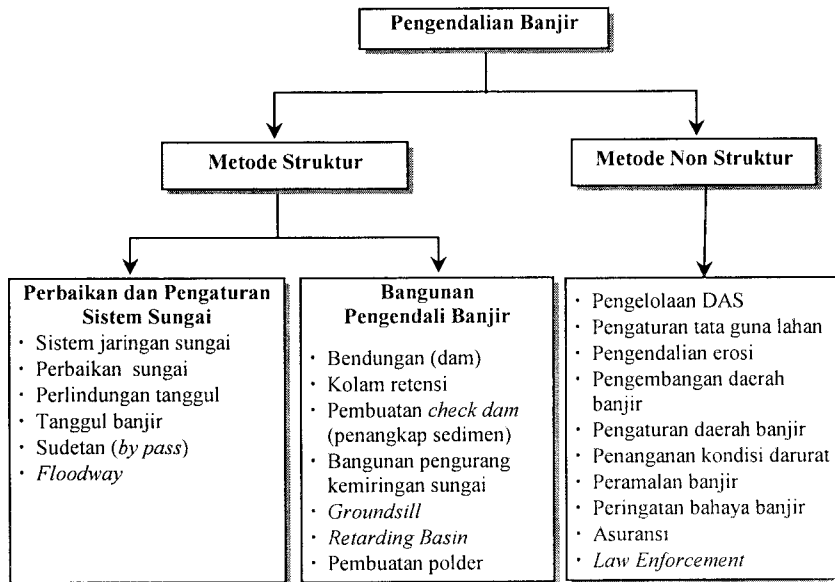 Pengendalian Banjir
Metode Struktur
Metode Non Struktur
Perbaikan dan Pengaturan
Sistem Sungai
· Sistem jaringan sungai
· Perbaikan sungai
· Perlindungan tanggul
· Tanggul banjir
· Sudetan (by pass)
· Floodway
Bangunan
Pengendali Banjir
· Bendungan (dam)
· Kolam retensi
· Pembuatan check dam
(penangkap sedimen)
· Bangunan pengurang
kemiringan sungai
· Groundsill
· Retarding Basin
· Pembuatan polder
· Pengelolaan DAS
· Pengaturan tata guna lahan
· Pengendalian erosi
· Pengembangan daerah
banjir
· Pengaturan daerah banjir
· Penanganan kondisi darurat
· Peramalan banjir
· Peringatan bahaya banjir
· Asuransi
· Law Enforcement